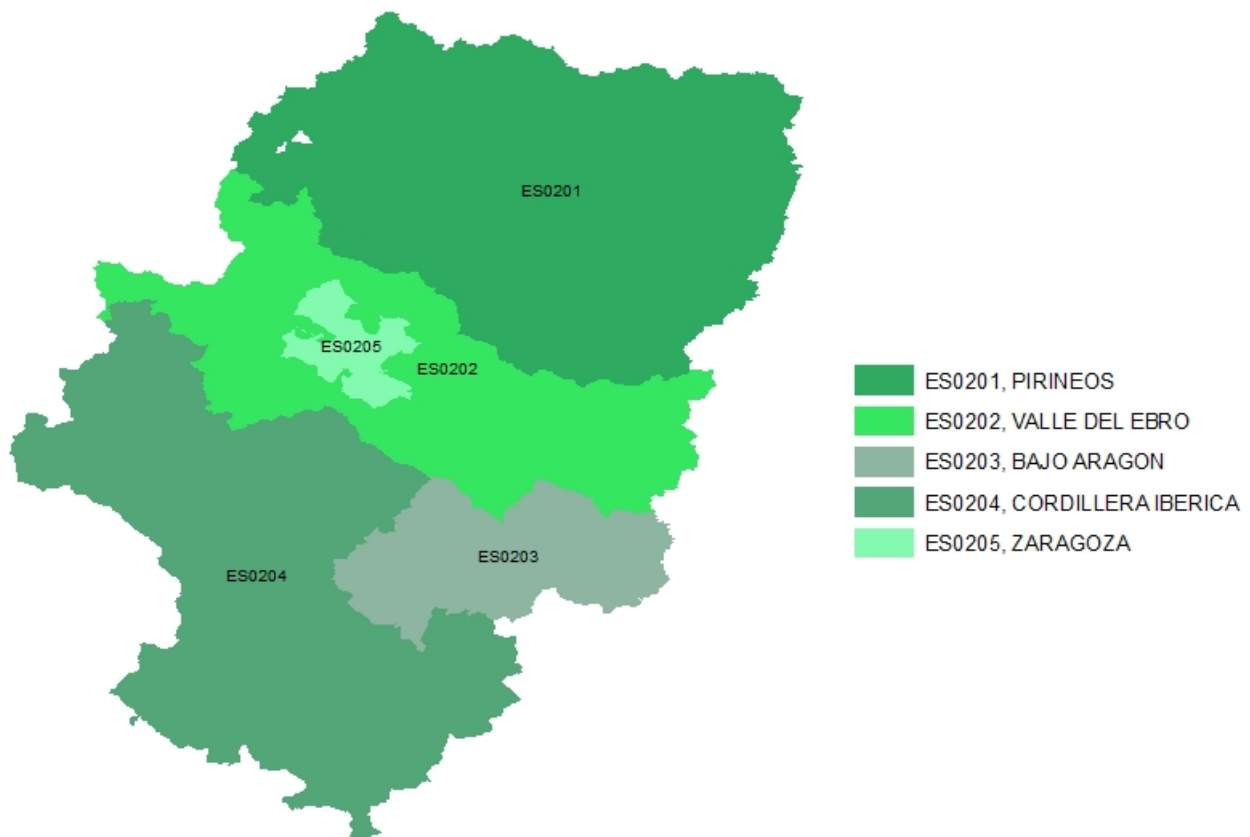 ES0201
ES0205
ES0202
ES0203
ES0204
ES0201, PIRINEOS
ES0202, VALLE DEL EBRO
ES0203, BAJO ARAGON
ES0204, CORDILLERA IBERICA
ES0205, ZARAGOZA